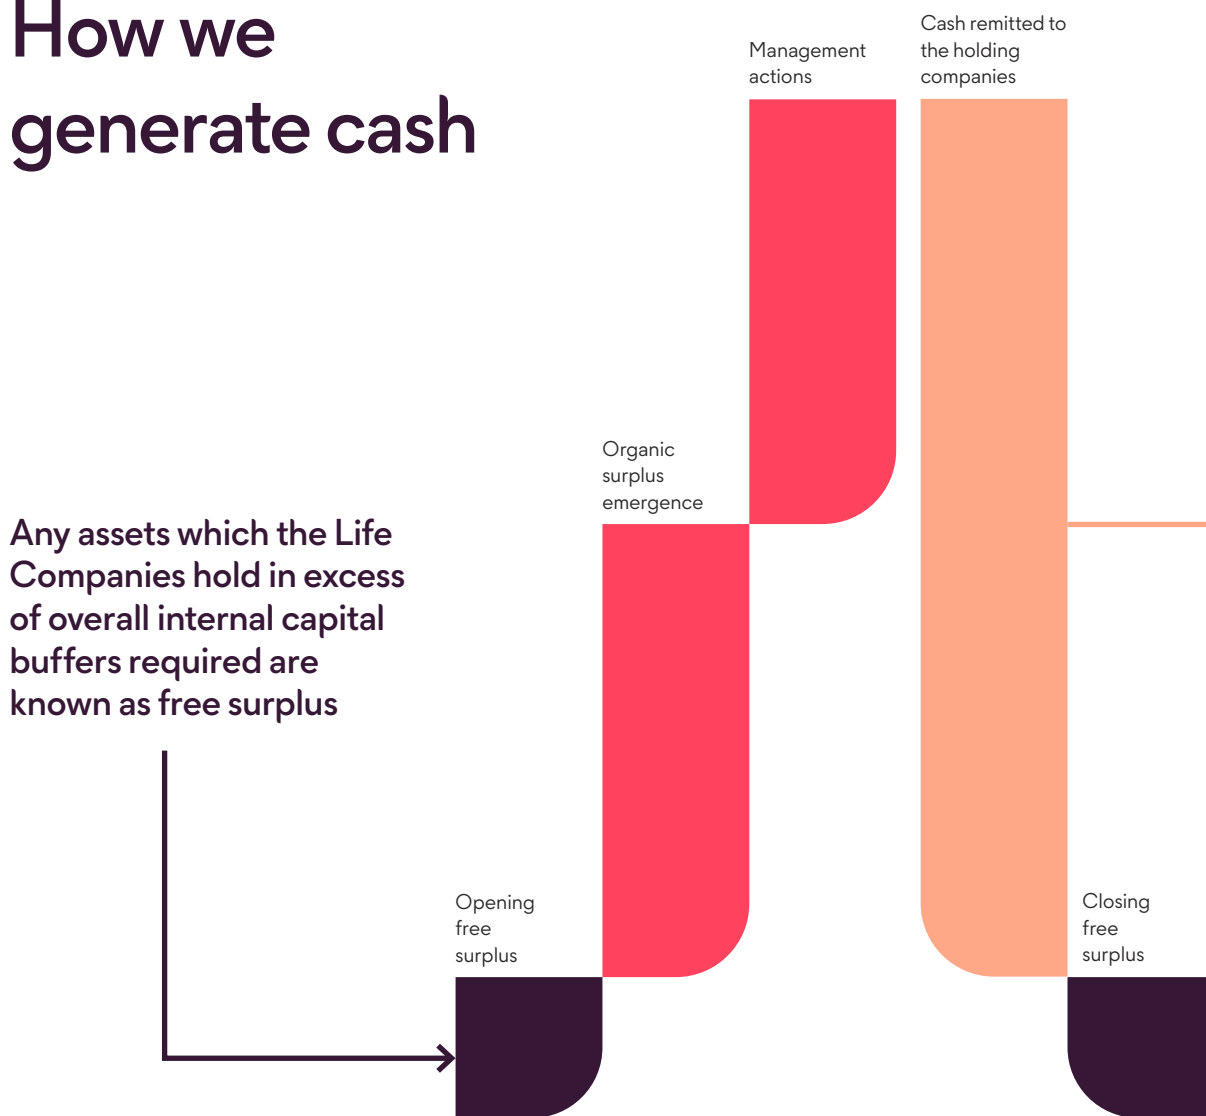 How we
generate cash
Any assets which the Life
Companies hold in excess
of overall internal capital
buffers required are
known as free surplus
Opening
free
surplus
Organic
surplus
emergence
Management
actions
Cash remitted to
the holding
companies
Closing
free
surplus